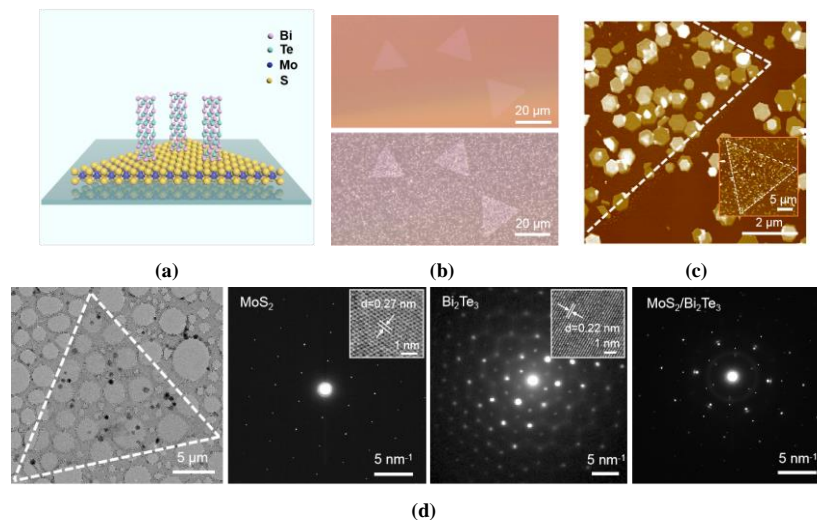 Bi
Te
Mo
S
20 µm
20 µm
5 µm
2 µm
(a)
(b)
(c)
5 µm
MoS₂
d=0.27 nm
1 nm
5 nm⁻¹
Bi₂Te₃
d=0.22 nm
1 nm
5 nm⁻¹
MoS₂/Bi₂Te₃
5 nm⁻¹
(d)